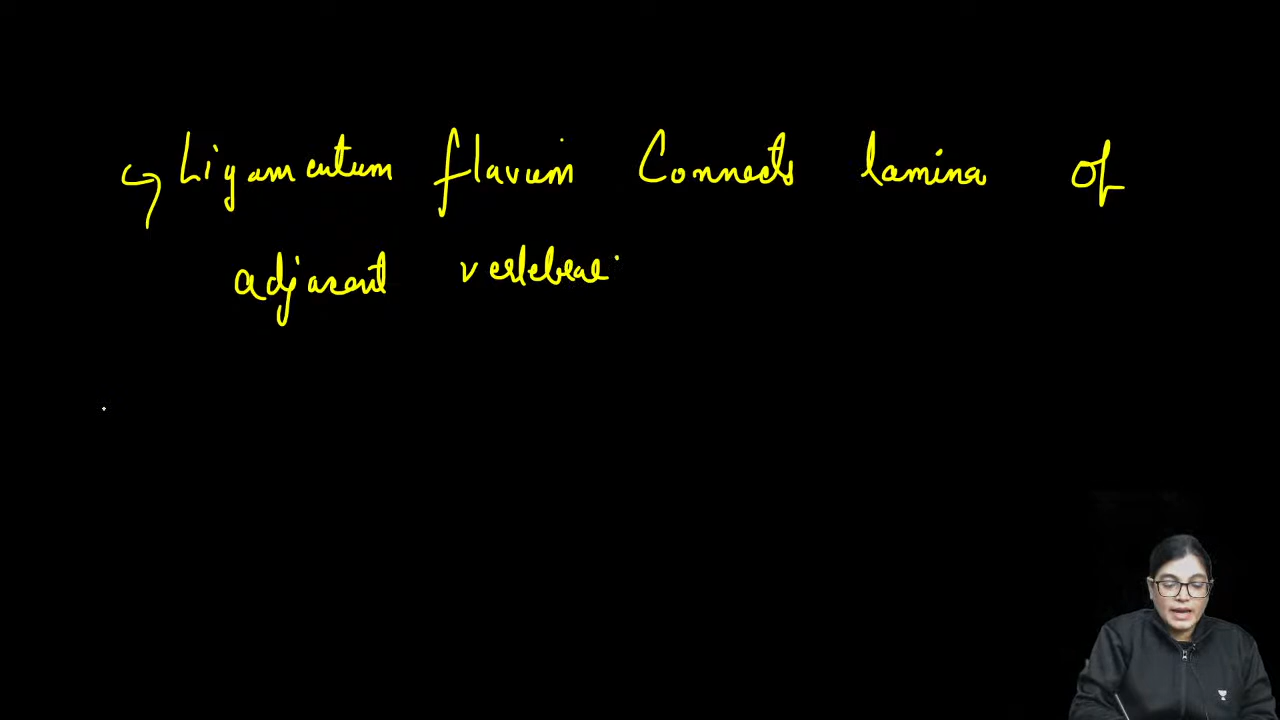 ↪ Ligamentum flavum Connects lamina of
adjacent vertebrae.